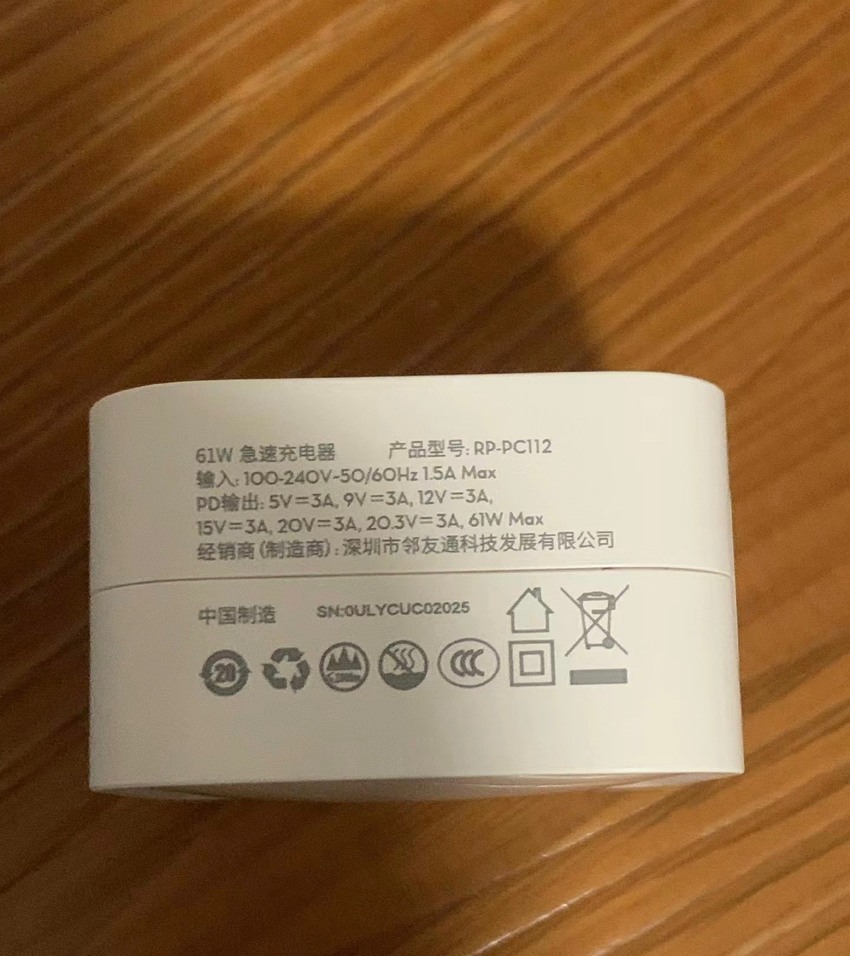 61W 急速充电器 产品型号: RP-PC112
输入: 100-240V~50/60Hz 1.5A Max
PD输出: 5V=3A, 9V=3A, 12V=3A,
15V=3A, 20V=3A, 20.3V=3A, 61W Max
经销商(制造商): 深圳市邻友通科技发展有限公司
中国制造 SN:0ULYCUC02025
20 CCC